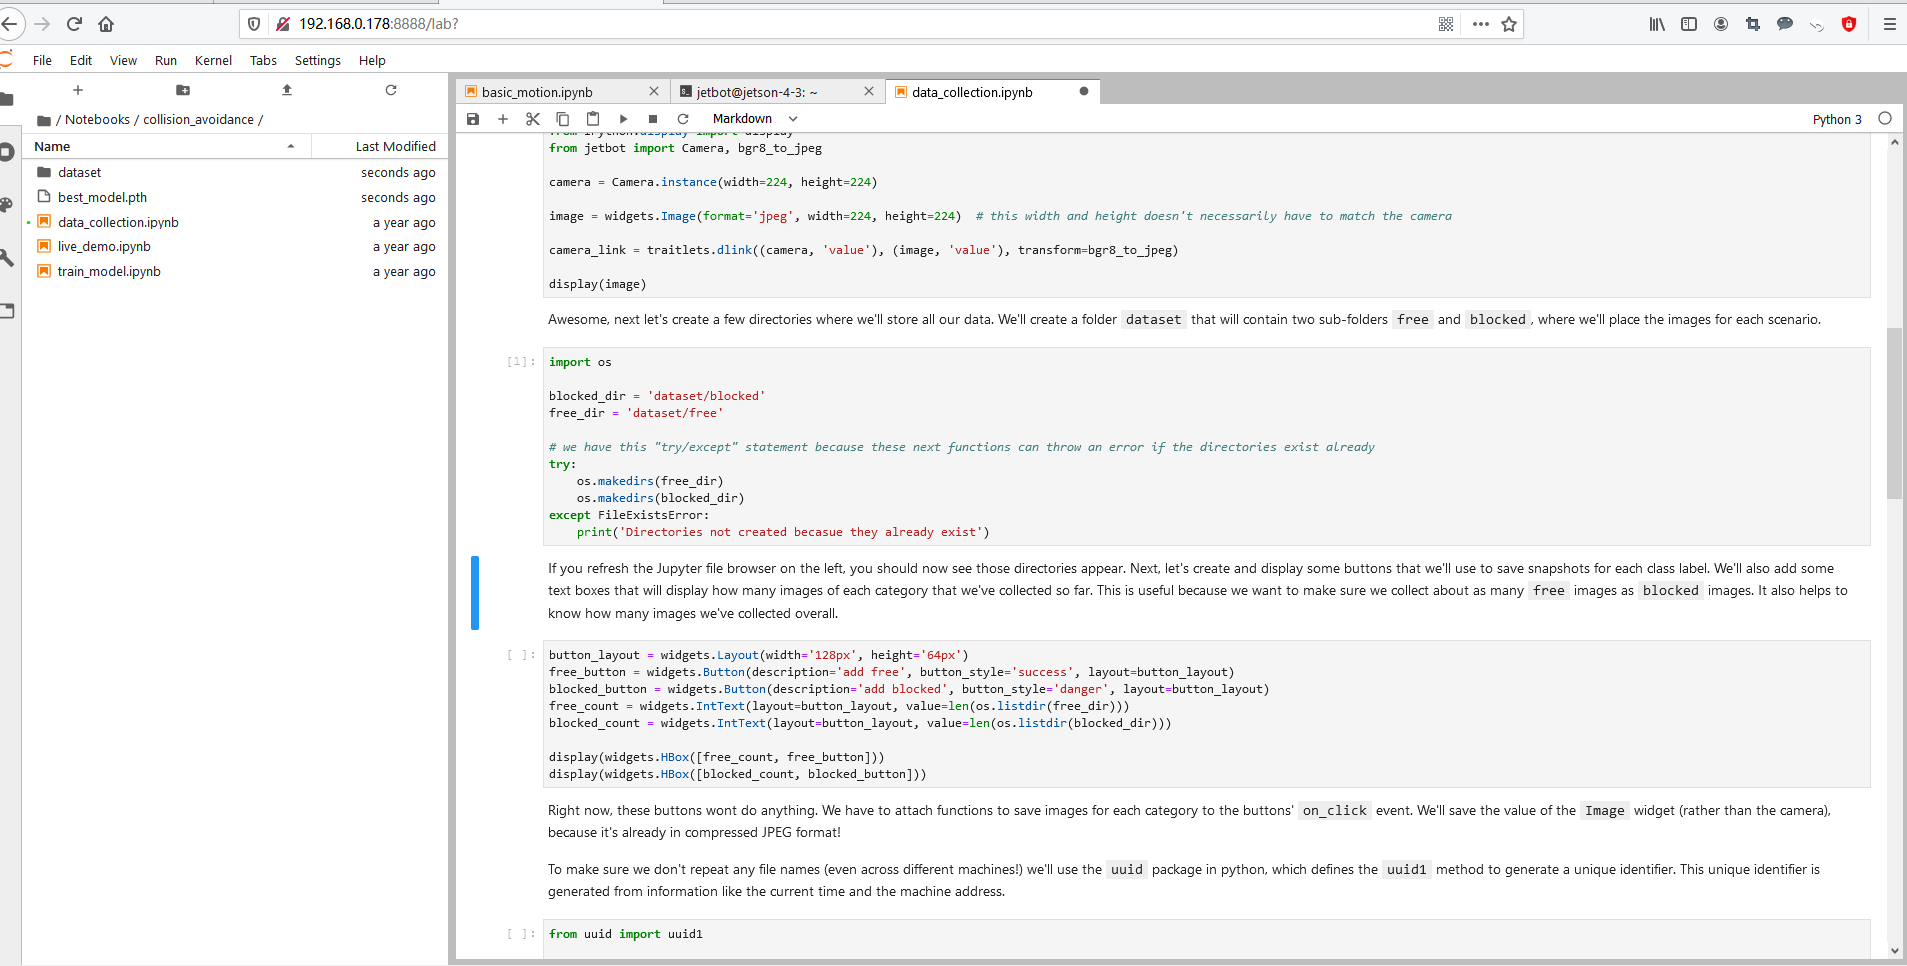 192.168.0.178:8888/lab?
File Edit View Run Kernel Tabs Settings Help
/ Notebooks / collision_avoidance /
Name Last Modified
dataset seconds ago
best_model.pth seconds ago
data_collection.ipynb a year ago
live_demo.ipynb a year ago
train_model.ipynb a year ago
basic_motion.ipynb
jetbot@jetson-4-3: ~
data_collection.ipynb
Markdown
Python 3
from IPython.display import display
from jetbot import Camera, bgr8_to_jpeg
camera = Camera.instance(width=224, height=224)
image = widgets.Image(format='jpeg', width=224, height=224)  # this width and height doesn't necessarily have to match the camera
camera_link = traitlets.dlink((camera, 'value'), (image, 'value'), transform=bgr8_to_jpeg)
display(image)
Awesome, next let's create a few directories where we'll store all our data. We'll create a folder dataset that will contain two sub-folders free and blocked, where we'll place the images for each scenario.
[1]: import os
blocked_dir = 'dataset/blocked'
free_dir = 'dataset/free'
# we have this "try/except" statement because these next functions can throw an error if the directories exist already
try:
    os.makedirs(free_dir)
    os.makedirs(blocked_dir)
except FileExistsError:
    print('Directories not created becasue they already exist')
If you refresh the Jupyter file browser on the left, you should now see those directories appear. Next, let's create and display some buttons that we'll use to save snapshots for each class label. We'll also add some
text boxes that will display how many images of each category that we've collected so far. This is useful because we want to make sure we collect about as many free images as blocked images. It also helps to
know how many images we've collected overall.
[ ]: button_layout = widgets.Layout(width='128px', height='64px')
free_button = widgets.Button(description='add free', button_style='success', layout=button_layout)
blocked_button = widgets.Button(description='add blocked', button_style='danger', layout=button_layout)
free_count = widgets.IntText(layout=button_layout, value=len(os.listdir(free_dir)))
blocked_count = widgets.IntText(layout=button_layout, value=len(os.listdir(blocked_dir)))
display(widgets.HBox([free_count, free_button]))
display(widgets.HBox([blocked_count, blocked_button]))
Right now, these buttons wont do anything. We have to attach functions to save images for each category to the buttons' on_click event. We'll save the value of the Image widget (rather than the camera),
because it's already in compressed JPEG format!
To make sure we don't repeat any file names (even across different machines!) we'll use the uuid package in python, which defines the uuid1 method to generate a unique identifier. This unique identifier is
generated from information like the current time and the machine address.
[ ]: from uuid import uuid1